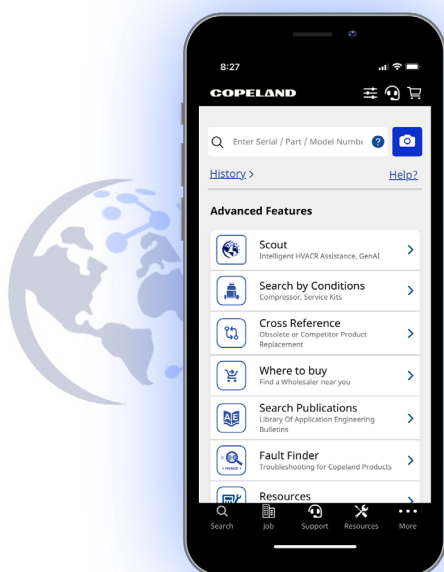 8:27
COPELAND
Enter Serial / Part / Model Numbe
?
History >
Help?
Advanced Features
Scout
Intelligent HVACR Assistance, GenAI
Search by Conditions
Compressor, Service Kits
Cross Reference
Obsolete or Competitor Product
Replacement
Where to buy
Find a Wholesaler near you
Search Publications
Library Of Application Engineering
Bulletins
AE
Fault Finder
Troubleshooting for Copeland Products
Resources
Search
Job
Support
Resources
More